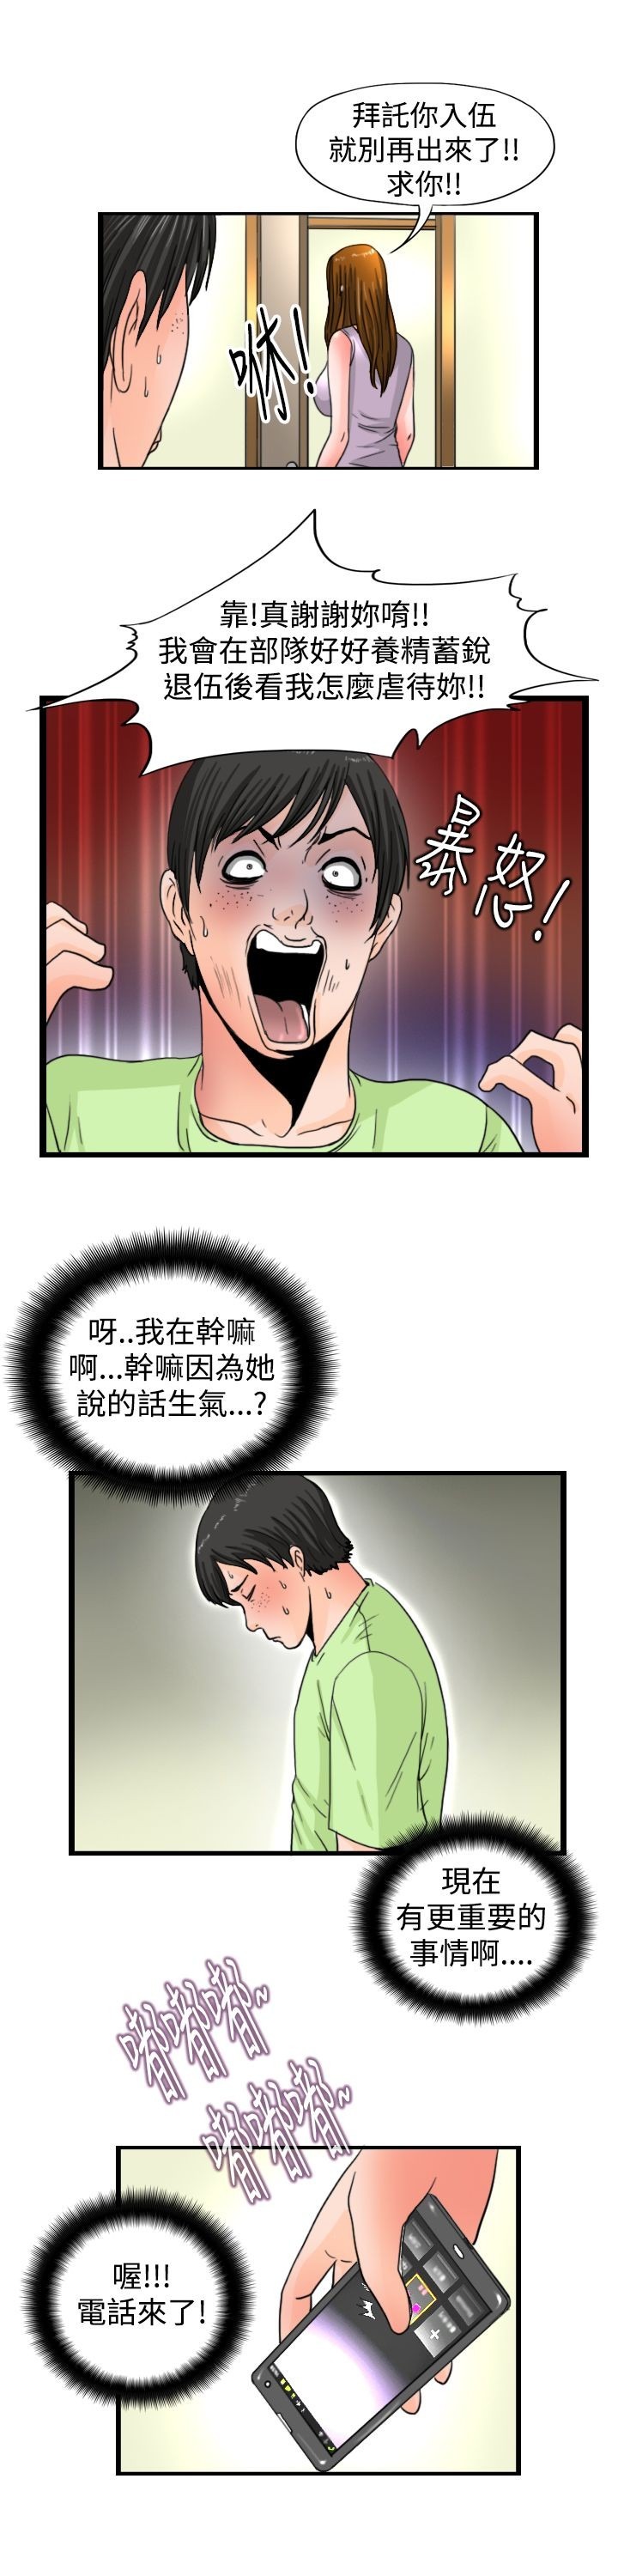 拜託你入伍
就別再出來了!!
求你!!
咻!
靠!真謝謝妳唷!!
我會在部隊好好養精蓄銳
退伍後看我怎麼虐待妳!!
暴怒!
呀..我在幹嘛
啊...幹嘛因為她
說的話生氣...?
現在
有更重要的
事情啊....
嘟嘟嘟~
嘟嘟嘟~
喔!!!
電話來了!